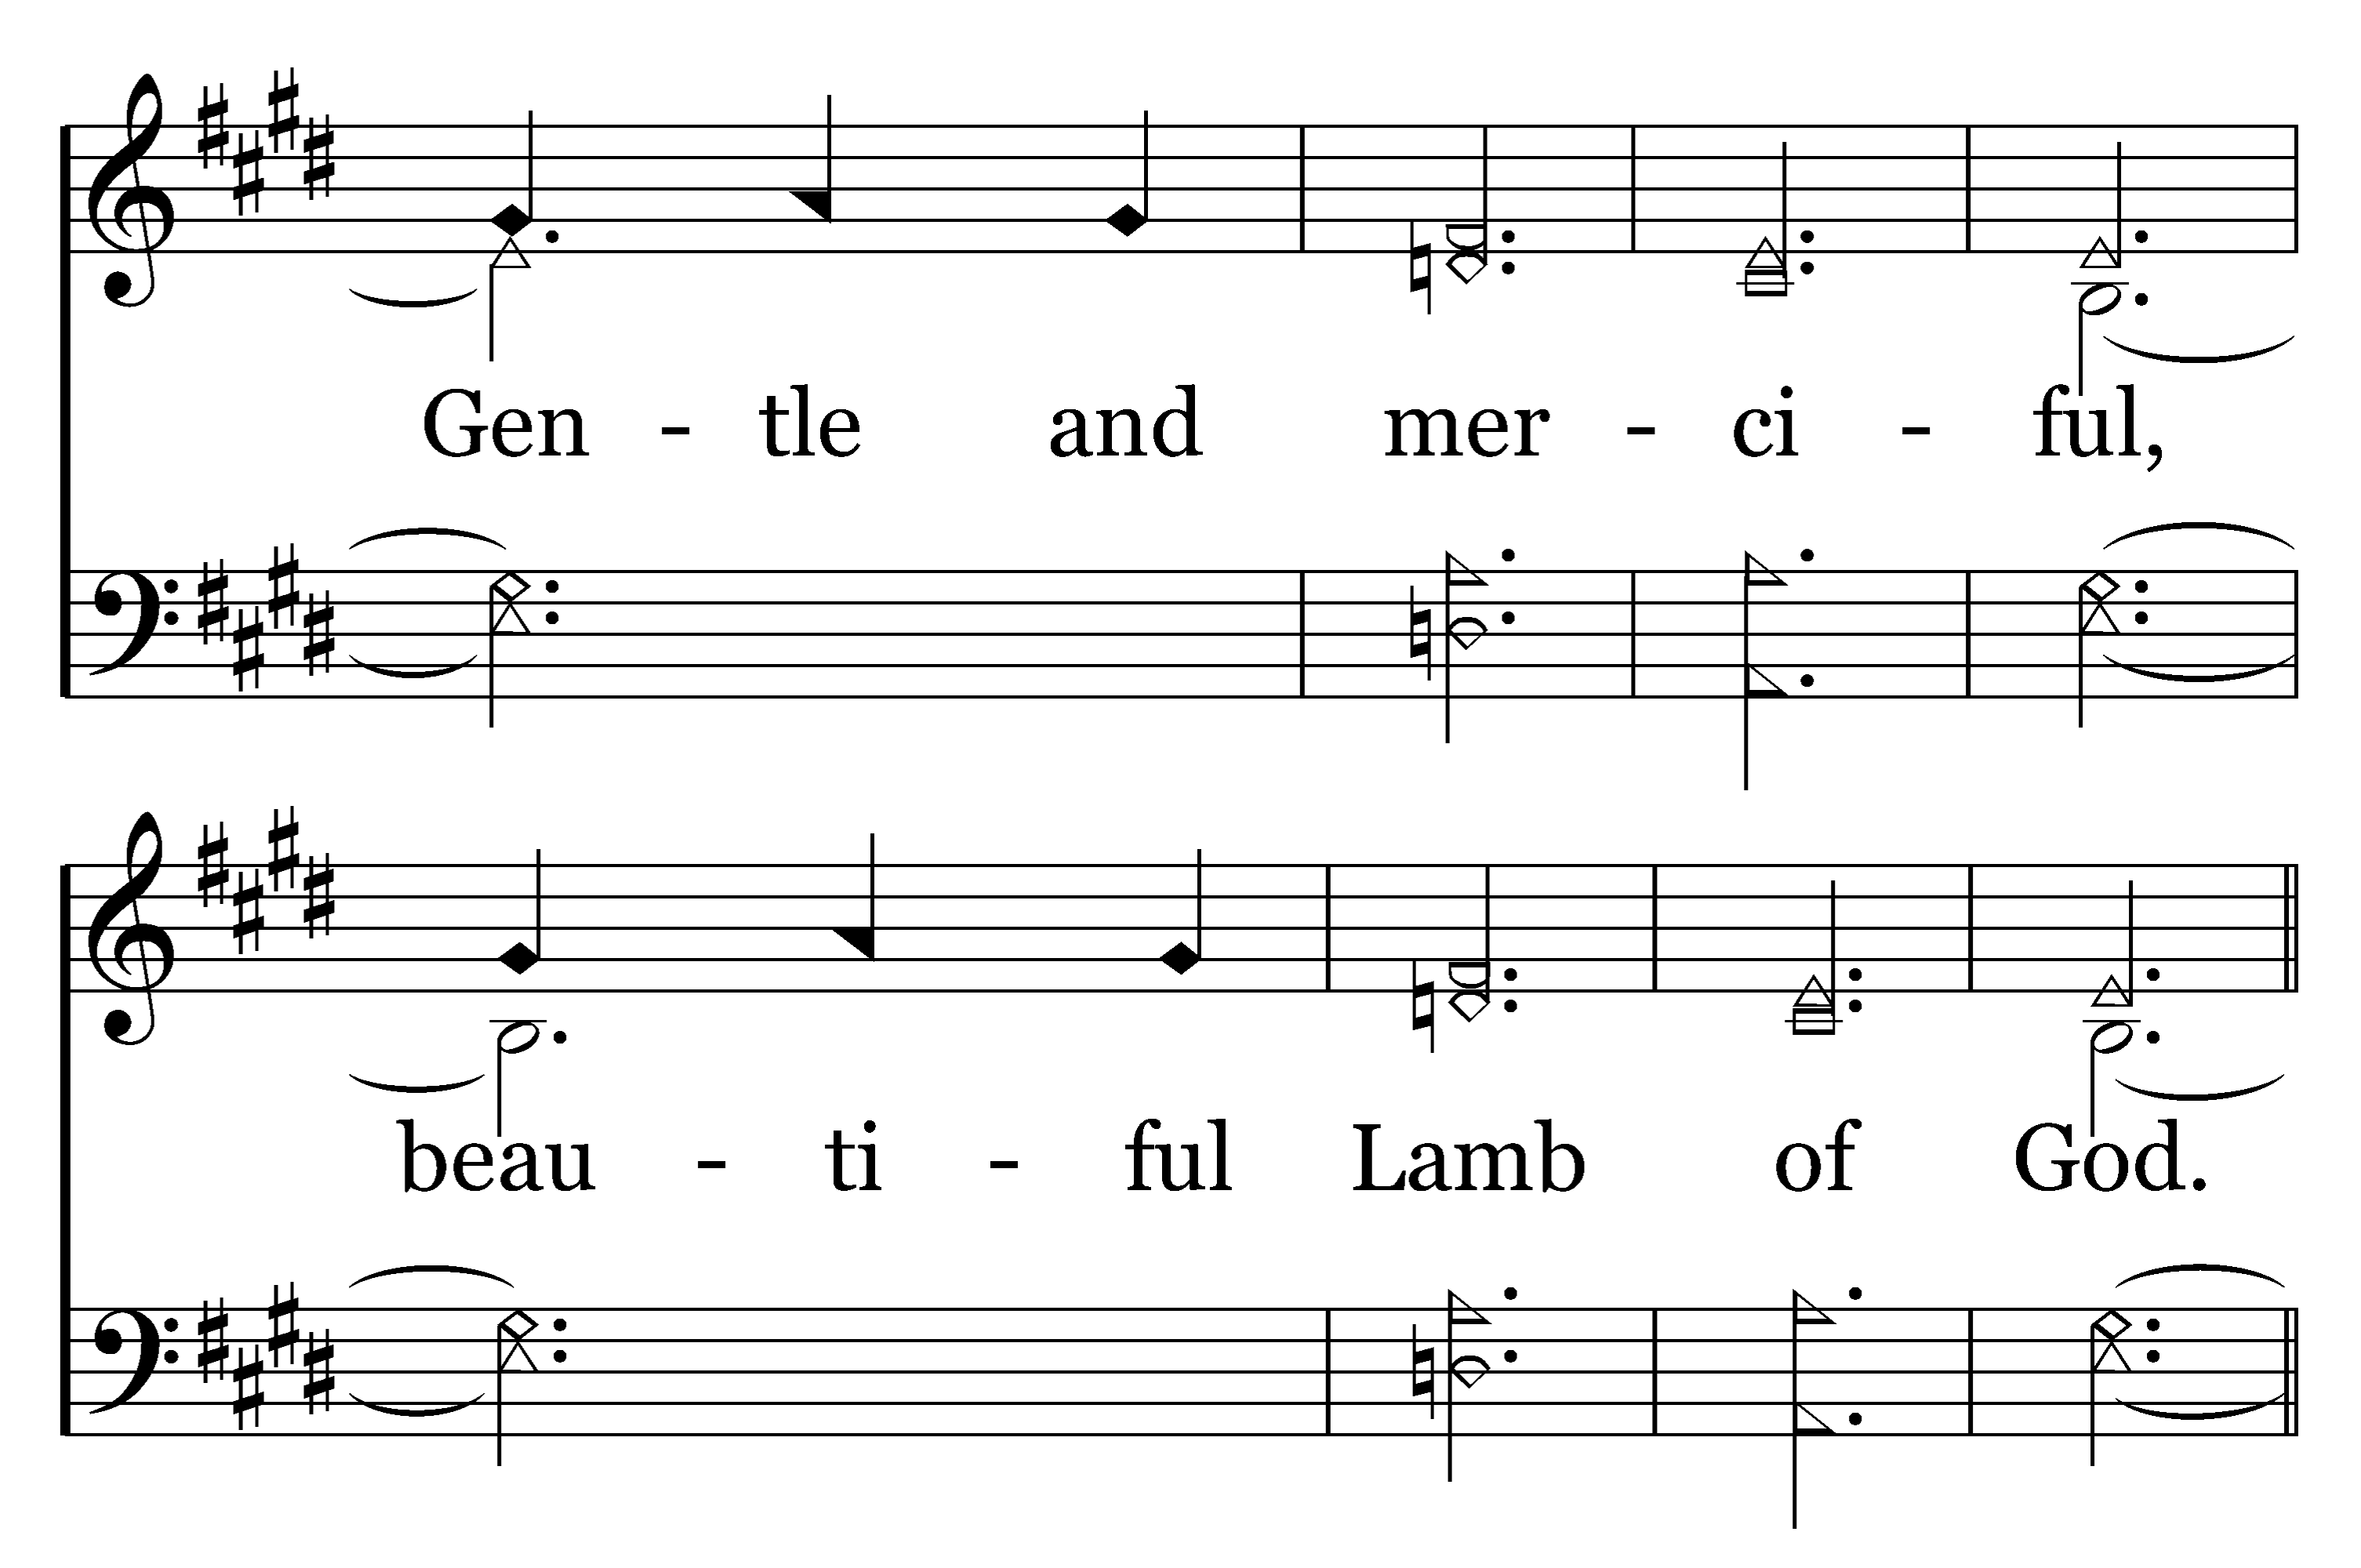 Gen - tle and mer - ci - ful,
beau - ti - ful Lamb of God.